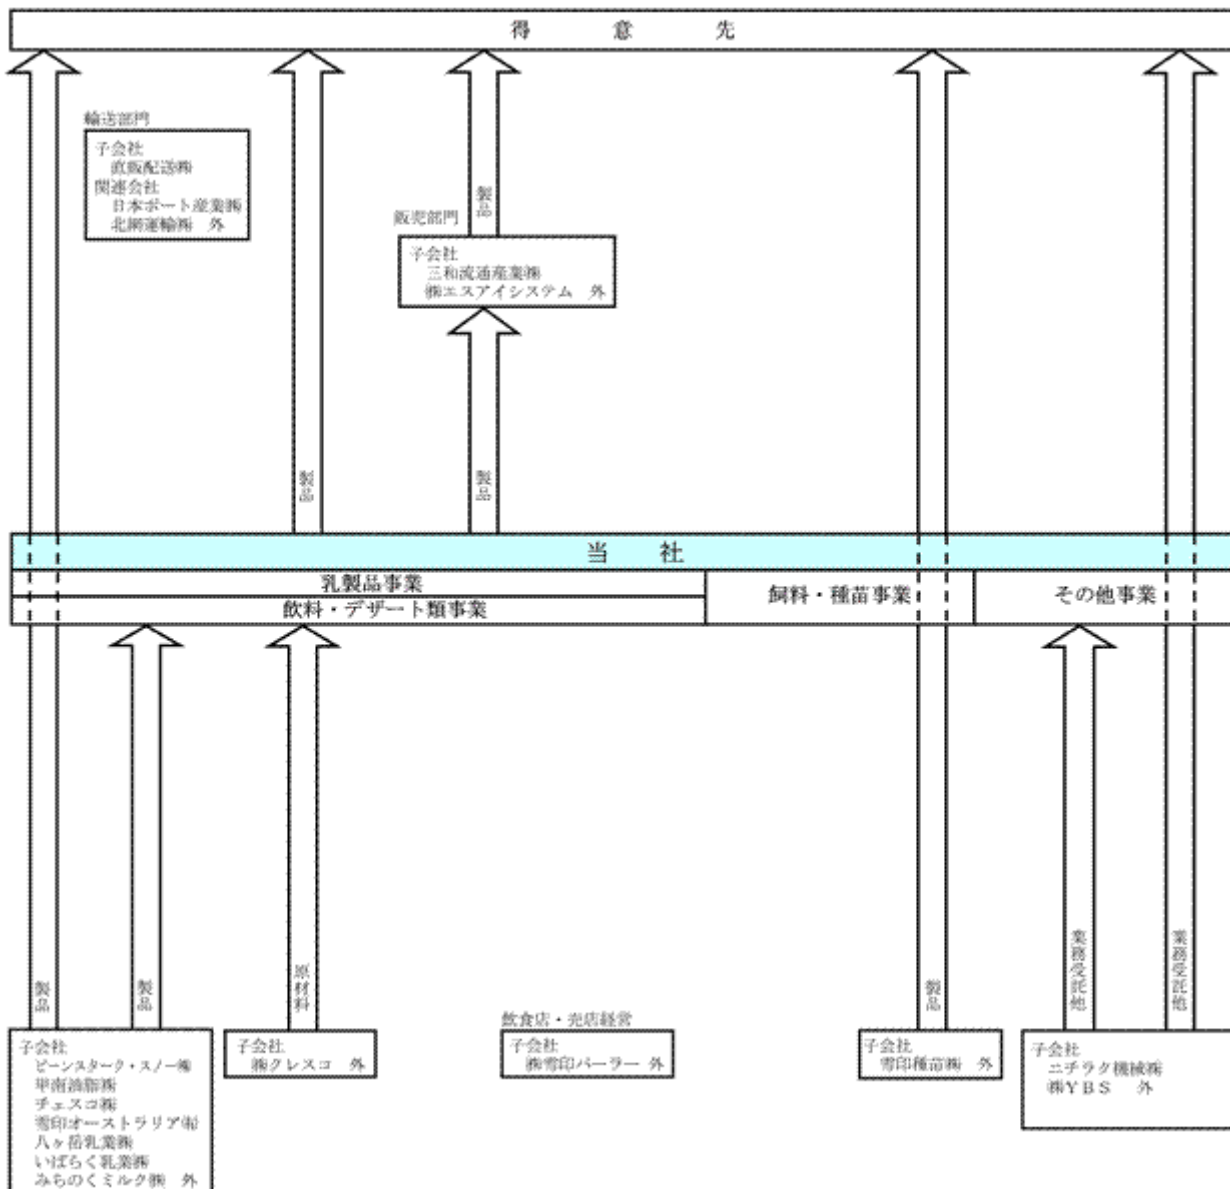 得 意 先
輸送部門
子会社
直販配送㈱
関連会社
日本ポート産業㈱
北網運輸㈱ 外
製品
販売部門
子会社
三和流通産業㈱
㈱エスアイシステム 外
製品
製品
当 社
乳製品事業
飲料・デザート類事業
飼料・種苗事業
その他事業
製品
製品
原材料
製品
業務受託他
業務受託他
子会社
ビーンスターク・スノー㈱
甲南油脂㈱
チェスコ㈱
雪印オーストラリア㈲
八ヶ岳乳業㈱
いばらく乳業㈱
みちのくミルク㈱ 外
子会社
㈱クレスコ 外
飲食店・売店経営
子会社
㈱雪印パーラー 外
子会社
雪印種苗㈱ 外
子会社
ニチラク機械㈱
㈱YBS 外